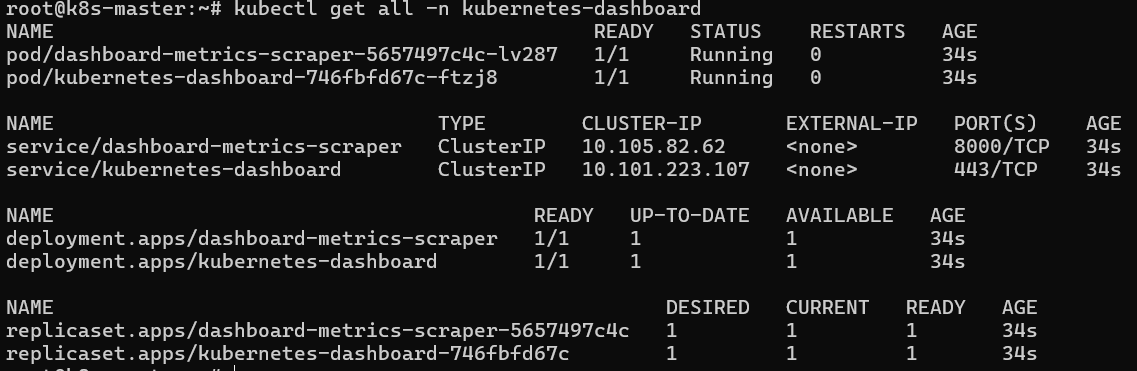 root@k8s-master:~# kubectl get all -n kubernetes-dashboard
NAME                                             READY   STATUS    RESTARTS   AGE
pod/dashboard-metrics-scraper-5657497c4c-lv287   1/1     Running   0          34s
pod/kubernetes-dashboard-746fbfd67c-ftzj8        1/1     Running   0          34s
NAME                                TYPE        CLUSTER-IP       EXTERNAL-IP   PORT(S)    AGE
service/dashboard-metrics-scraper   ClusterIP   10.105.82.62     <none>        8000/TCP   34s
service/kubernetes-dashboard        ClusterIP   10.101.223.107   <none>        443/TCP    34s
NAME                                        READY   UP-TO-DATE   AVAILABLE   AGE
deployment.apps/dashboard-metrics-scraper   1/1     1            1           34s
deployment.apps/kubernetes-dashboard        1/1     1            1           34s
NAME                                                   DESIRED   CURRENT   READY   AGE
replicaset.apps/dashboard-metrics-scraper-5657497c4c   1         1         1       34s
replicaset.apps/kubernetes-dashboard-746fbfd67c        1         1         1       34s